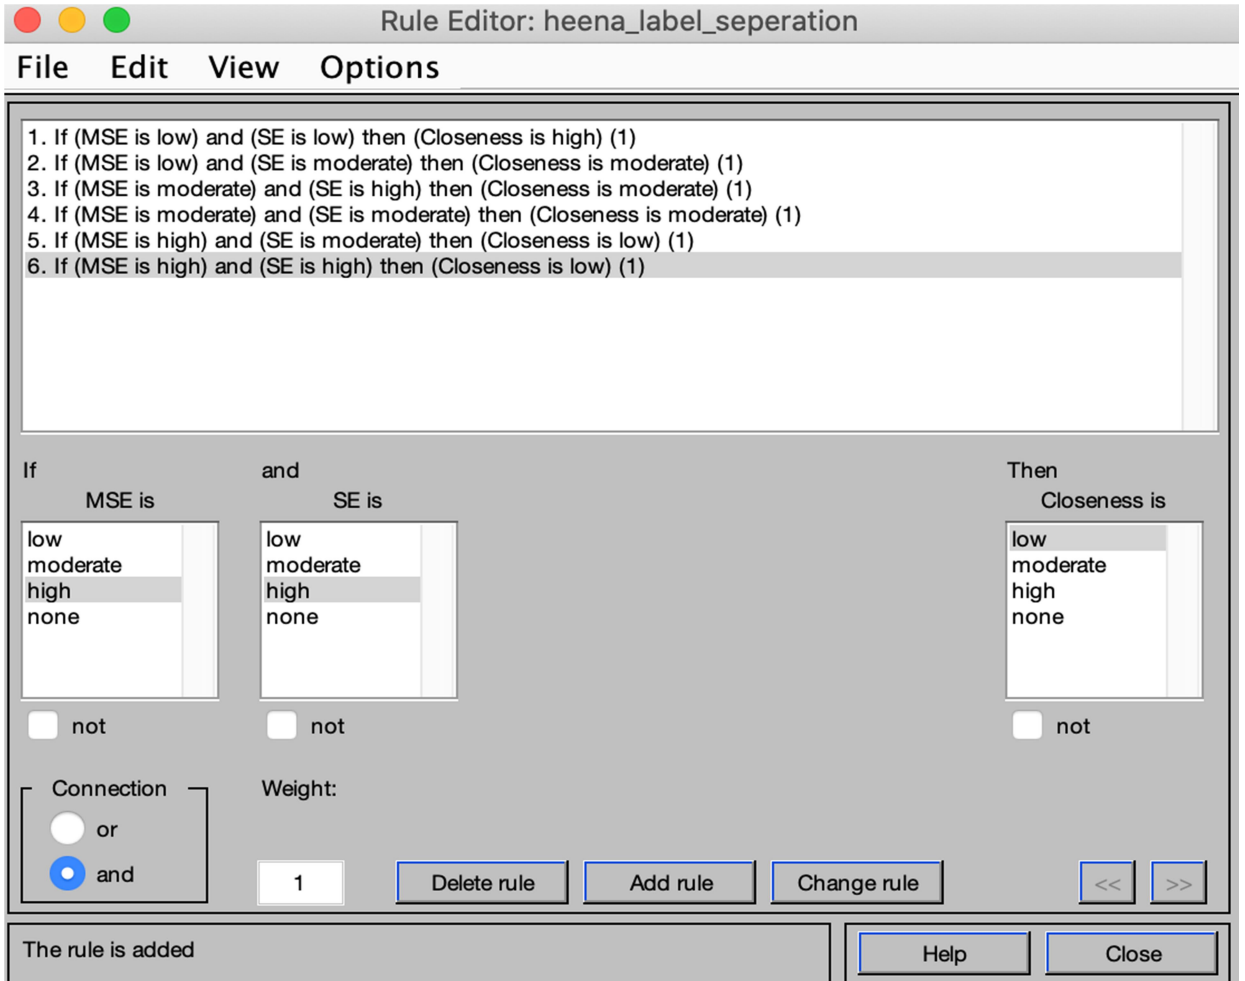 Rule Editor: heena_label_seperation
File Edit View Options
1. If (MSE is low) and (SE is low) then (Closeness is high) (1)
2. If (MSE is low) and (SE is moderate) then (Closeness is moderate) (1)
3. If (MSE is moderate) and (SE is high) then (Closeness is moderate) (1)
4. If (MSE is moderate) and (SE is moderate) then (Closeness is moderate) (1)
5. If (MSE is high) and (SE is moderate) then (Closeness is low) (1)
6. If (MSE is high) and (SE is high) then (Closeness is low) (1)
If and Then
MSE is SE is Closeness is
low low low
moderate moderate moderate
high high high
none none none
not not not
Connection Weight:
or
and 1 Delete rule Add rule Change rule << >>
The rule is added Help Close